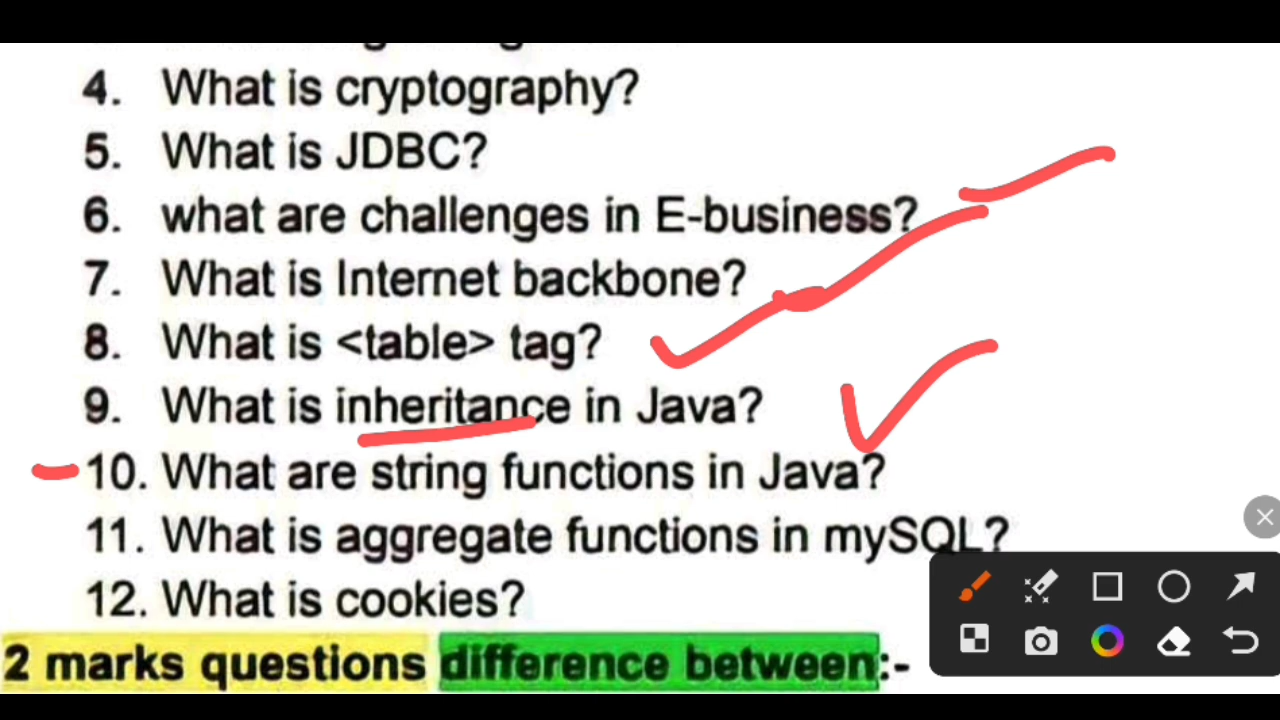 4. What is cryptography?
5. What is JDBC?
6. what are challenges in E-business?
7. What is Internet backbone?
8. What is <table> tag?
9. What is inheritance in Java?
10. What are string functions in Java?
11. What is aggregate functions in mySQL?
12. What is cookies?
2 marks questions difference between:-